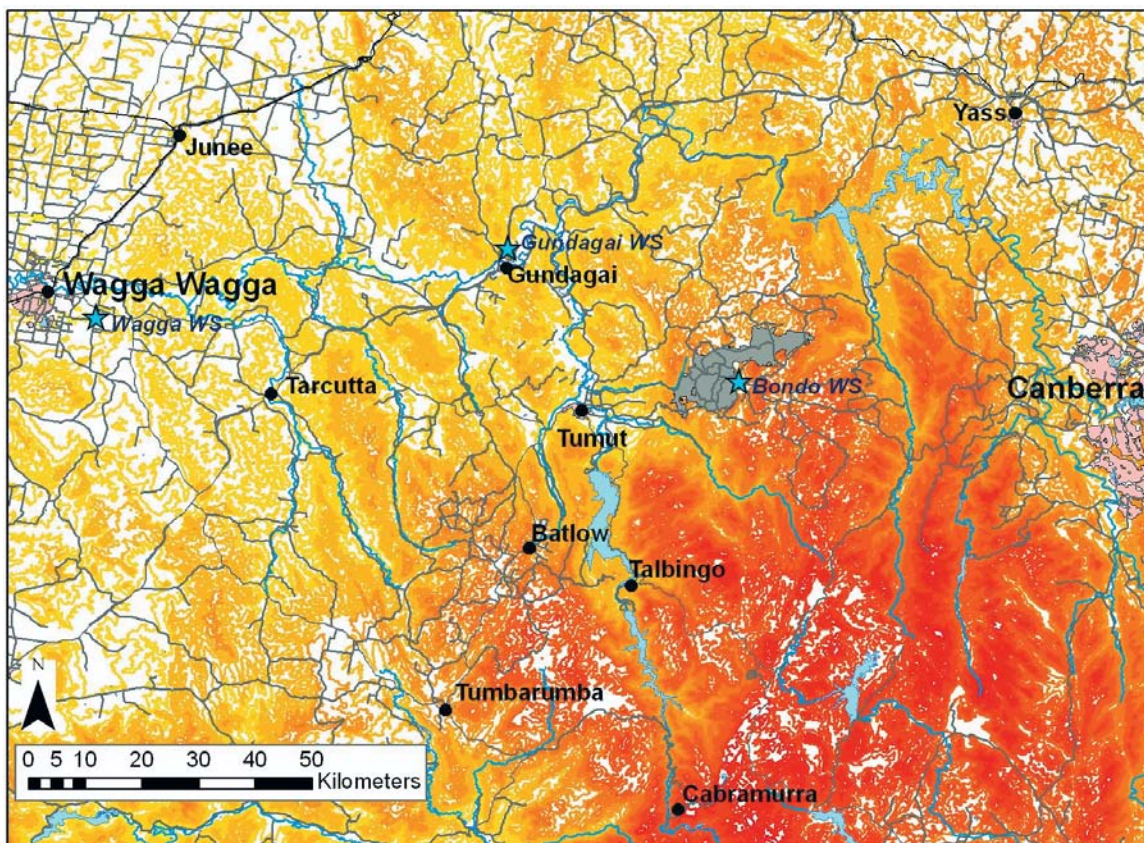 Yass
Junee
Gundagai WS
Gundagai
Wagga Wagga
Wagga WS
Bondo WS
Tarcutta
Canberra
Tumut
Batlow
Talbingo
N
Tumbarumba
0 5 10 20 30 40 50
Kilometers
Cabramurra